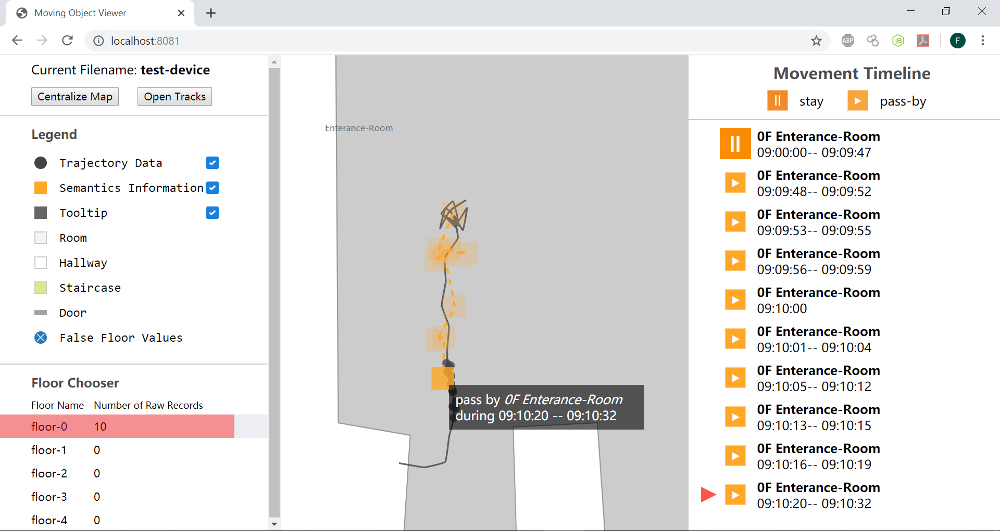 Moving Object Viewer
localhost:8081
ABP
JS
F
Current Filename: test-device
Centralize Map
Open Tracks
Legend
Trajectory Data
Semantics Information
Tooltip
Room
Hallway
Staircase
Door
False Floor Values
Floor Chooser
Floor Name Number of Raw Records
floor-0 10
floor-1 0
floor-2 0
floor-3 0
floor-4 0
Enterance-Room
pass by 0F Enterance-Room
during 09:10:20 -- 09:10:32
Movement Timeline
stay
pass-by
0F Enterance-Room
09:00:00-- 09:09:47
0F Enterance-Room
09:09:48-- 09:09:52
0F Enterance-Room
09:09:53-- 09:09:55
0F Enterance-Room
09:09:56-- 09:09:59
0F Enterance-Room
09:10:00
0F Enterance-Room
09:10:01-- 09:10:04
0F Enterance-Room
09:10:05-- 09:10:12
0F Enterance-Room
09:10:13-- 09:10:15
0F Enterance-Room
09:10:16-- 09:10:19
0F Enterance-Room
09:10:20-- 09:10:32